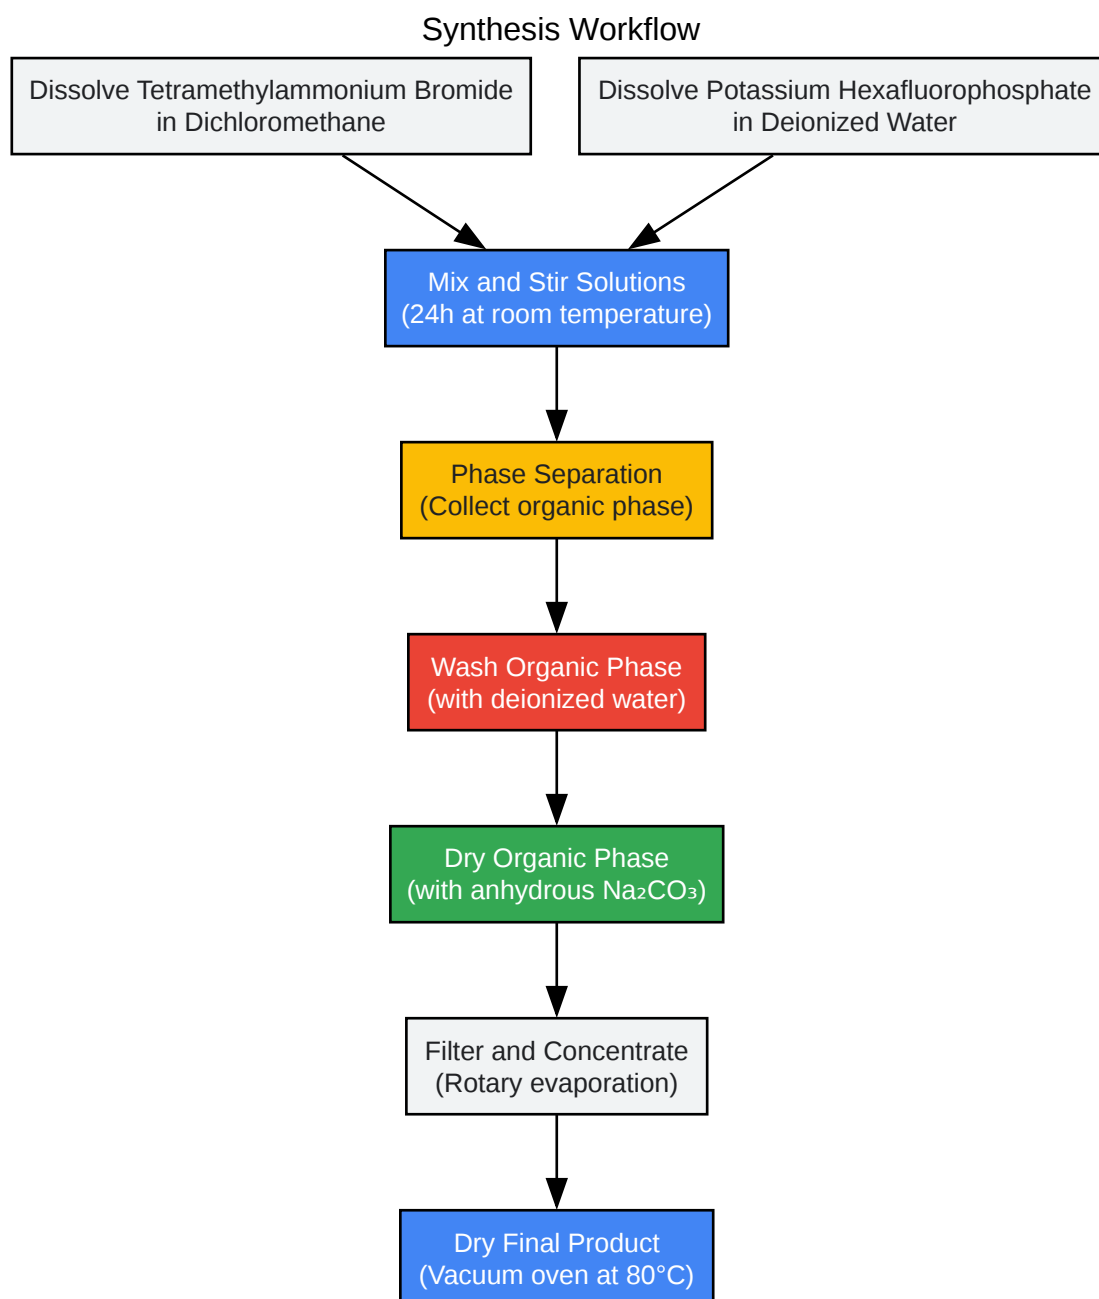 Synthesis Workflow
Dissolve Tetramethylammonium Bromide
in Dichloromethane
Dissolve Potassium Hexafluorophosphate
in Deionized Water
Mix and Stir Solutions
(24h at room temperature)
Phase Separation
(Collect organic phase)
Wash Organic Phase
(with deionized water)
Dry Organic Phase
(with anhydrous Na₂CO₃)
Filter and Concentrate
(Rotary evaporation)
Dry Final Product
(Vacuum oven at 80°C)